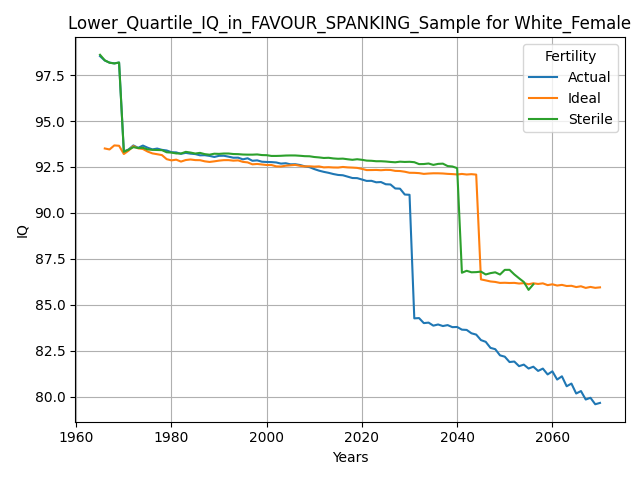 Lower_Quartile_IQ_in_FAVOUR_SPANKING_Sample for White_Female
Fertility
Actual
Ideal
Sterile
IQ
97.5
95.0
92.5
90.0
87.5
85.0
82.5
80.0
1960
1980
2000
2020
2040
2060
Years